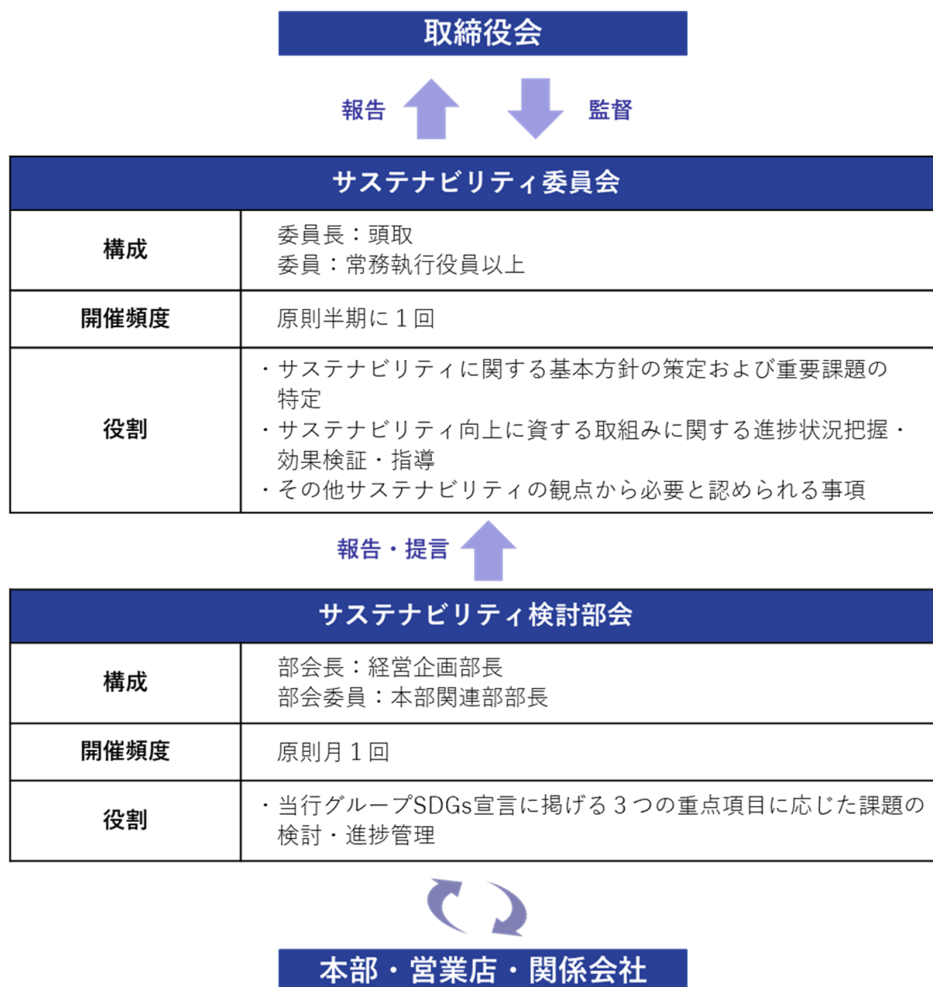 取締役会
報告
監督
サステナビリティ委員会
構成
委員長：頭取
委員：常務執行役員以上
開催頻度
原則半期に１回
役割
・サステナビリティに関する基本方針の策定および重要課題の
特定
・サステナビリティ向上に資する取組みに関する進捗状況把握・
効果検証・指導
・その他サステナビリティの観点から必要と認められる事項
報告・提言
サステナビリティ検討部会
構成
部会長：経営企画部長
部会委員：本部関連部部長
開催頻度
原則月１回
役割
・当行グループSDGs宣言に掲げる３つの重点項目に応じた課題の
検討・進捗管理
本部・営業店・関係会社